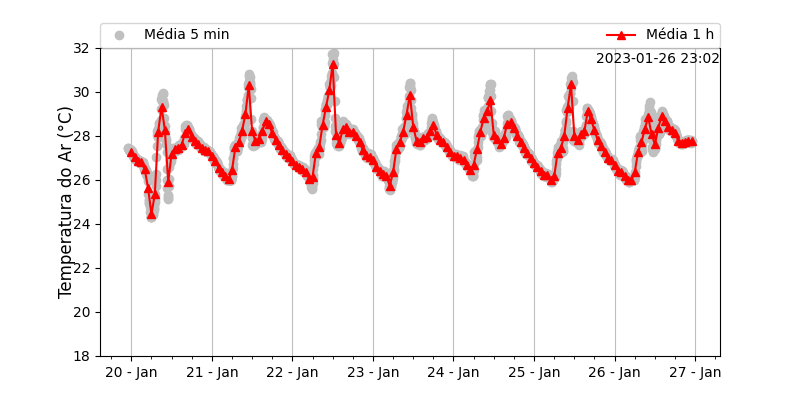 Média 5 min
Média 1 h
2023-01-26 23:02
Temperatura do Ar (°C)
32
30
28
26
24
22
20
18
20 - Jan
21 - Jan
22 - Jan
23 - Jan
24 - Jan
25 - Jan
26 - Jan
27 - Jan